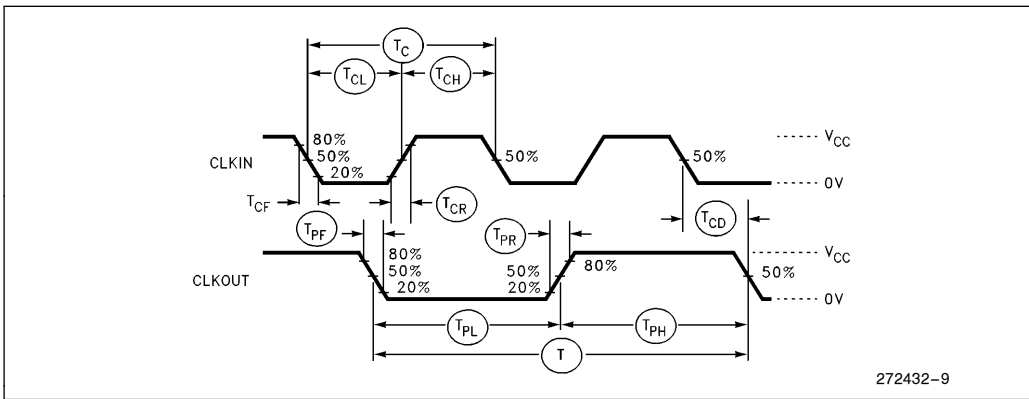 T_C
T_CL T_CH
80% V_CC
CLKIN 50% 50% 50%
20% 0V
T_CF T_CR T_CD
T_PF T_PR
80% 80% V_CC
CLKOUT 50% 50% 50%
20% 20% 0V
T_PL T_PH
T
272432-9